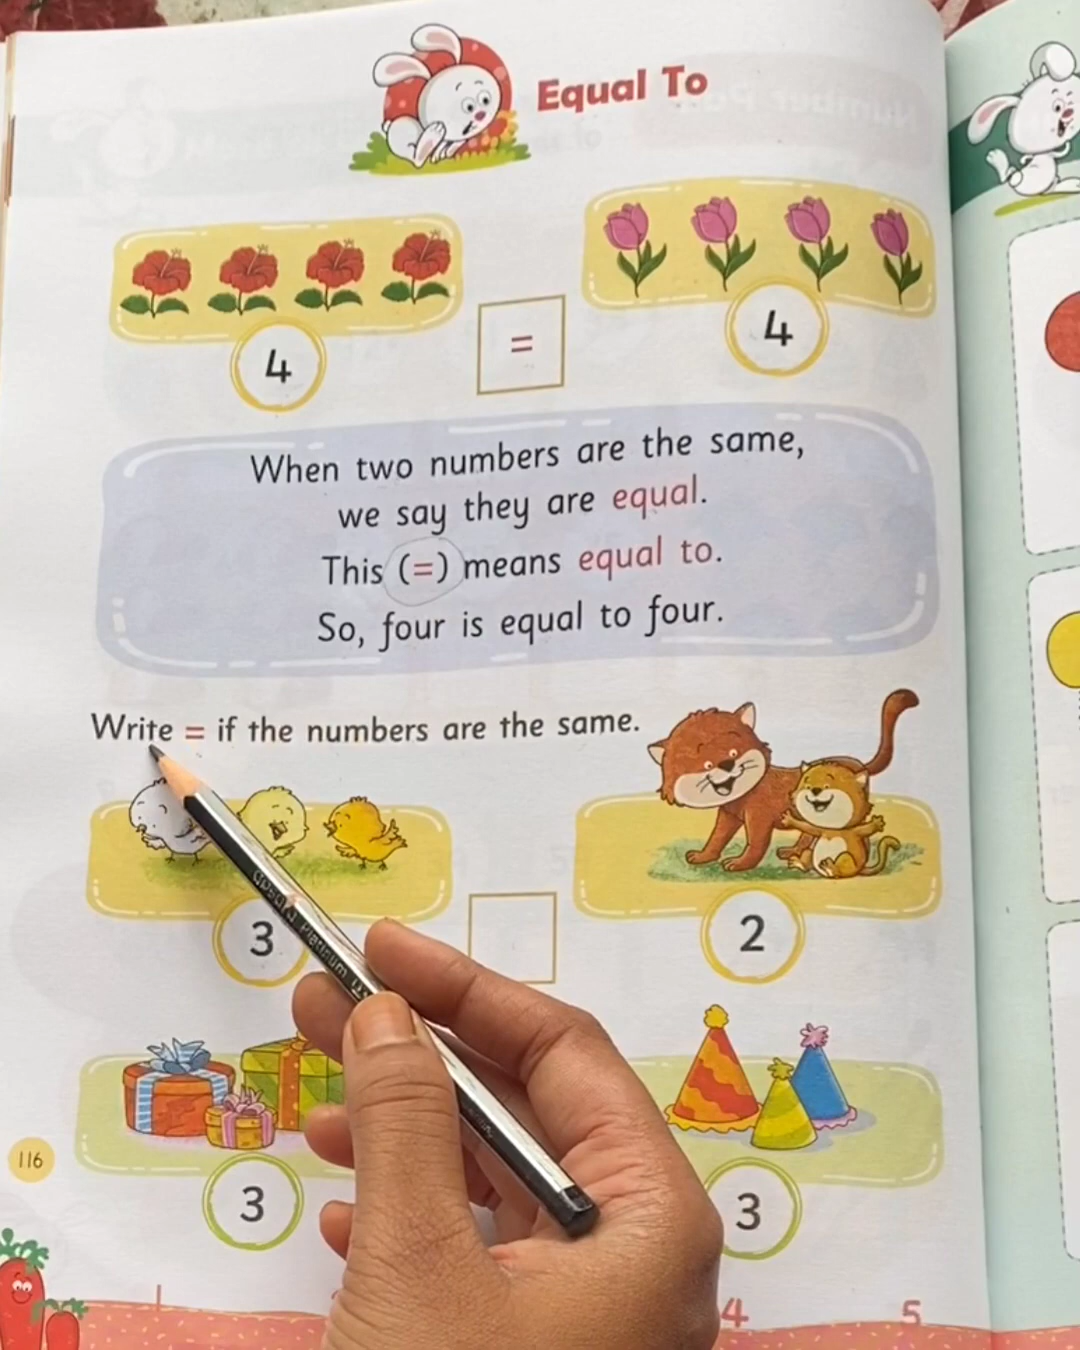 Equal To
4
=
4
When two numbers are the same,
we say they are equal.
This (=) means equal to.
So, four is equal to four.
Write = if the numbers are the same.
3
2
3
3
116
1
4
5